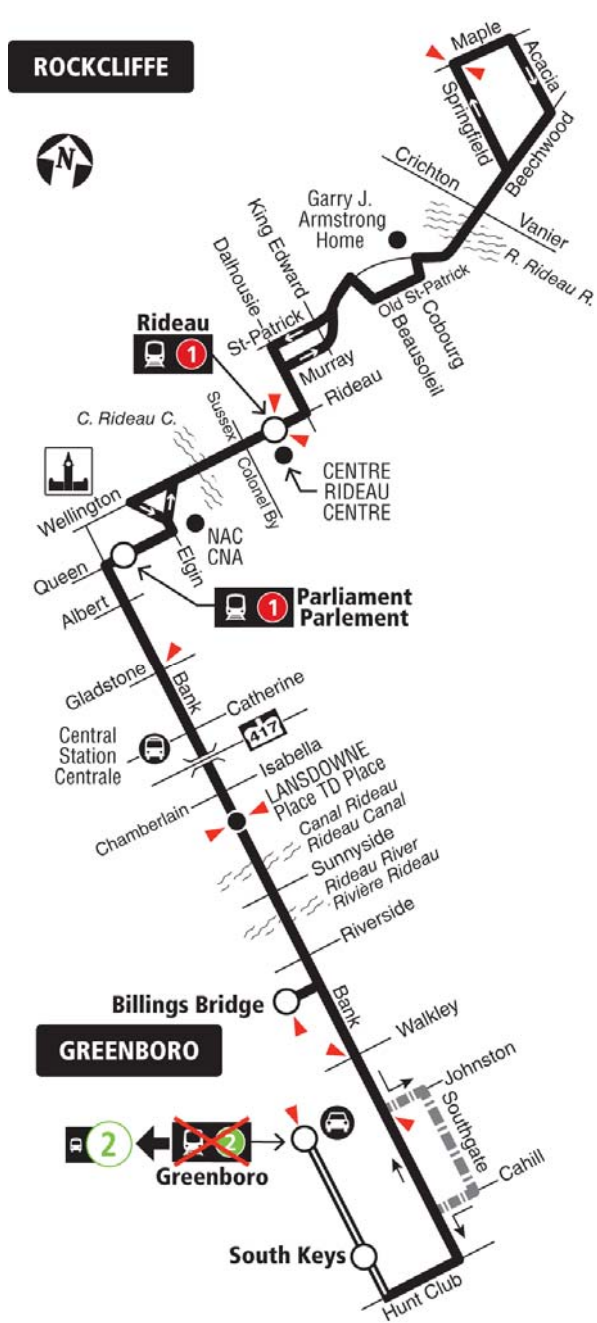 ROCKCLIFFE
N
Maple
Acacia
Springfield
Beechwood
Crichton
Vanier
Garry J.
Armstrong
Home
R. Rideau R.
King Edward
Dalhousie
Old St-Patrick
Cobourg
Beausoleil
St-Patrick
Murray
Rideau
Rideau
1
C. Rideau C.
Sussex
Colonel By
CENTRE
RIDEAU
CENTRE
Wellington
NAC
CNA
Elgin
Queen
Albert
1
Parliament
Parlement
Gladstone
Bank
Catherine
417
Central
Station
Centrale
Isabella
Chamberlain
LANSDOWNE
Place TD Place
Canal Rideau
Rideau Canal
Sunnyside
Rideau River
Rivière Rideau
Riverside
Billings Bridge
Bank
Walkley
GREENBORO
Johnston
Southgate
Cahill
2
2
Greenboro
South Keys
Hunt Club